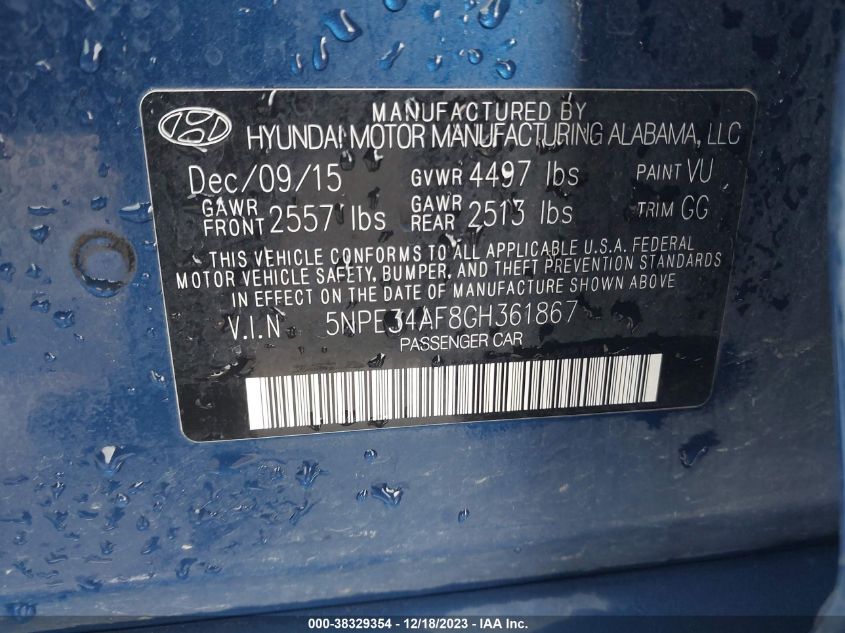 MANUFACTURED BY
HYUNDAI MOTOR MANUFACTURING ALABAMA, LLC
Dec/09/15 GVWR 4497 lbs PAINT VU
GAWR FRONT 2557 lbs GAWR REAR 2513 lbs TRIM GG
THIS VEHICLE CONFORMS TO ALL APPLICABLE U.S.A. FEDERAL
MOTOR VEHICLE SAFETY, BUMPER, AND THEFT PREVENTION STANDARDS
IN EFFECT ON THE DATE OF MANUFACTURE SHOWN ABOVE
V.I.N 5NPE34AF8GH361867
PASSENGER CAR
000-38329354 - 12/18/2023 - IAA Inc.